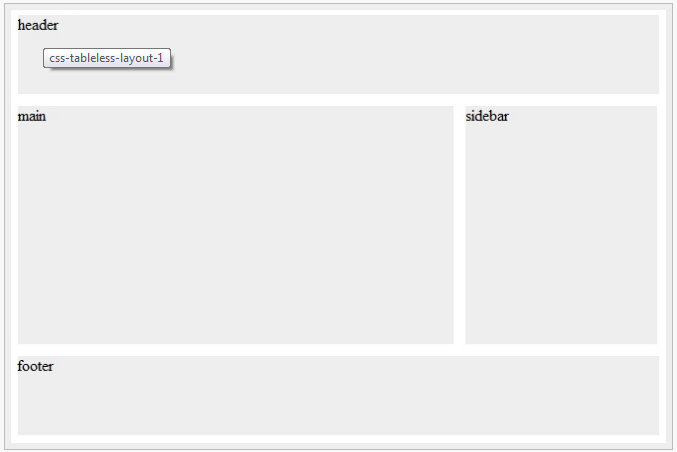 header
css-tableless-layout-1
main
sidebar
footer